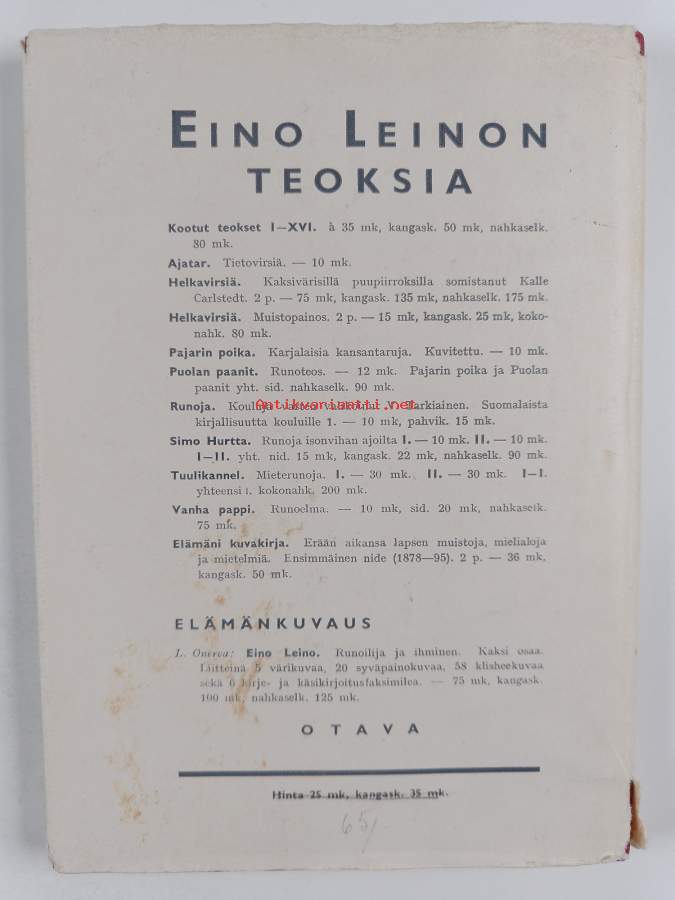 EINO LEINON
TEOKSIA
Kootut teokset I—XVI. à 35 mk, kangask. 50 mk, nahkaselk.
80 mk.
Ajatar. Tietovirsiä. — 10 mk.
Helkavirsiä. Kaksivärisillä puupiirroksilla somistanut Kalle
Carlstedt. 2 p. — 75 mk, kangask. 135 mk, nahkaselk. 175 mk.
Helkavirsiä. Muistopainos. 2 p. — 15 mk, kangask. 25 mk, koko-
nahk. 80 mk.
Pajarin poika. Karjalaisia kansantaruja. Kuvitettu. — 10 mk.
Puolan paanit. Runoteos. — 12 mk. Pajarin poika ja Puolan
paanit yht. sid. nahkaselk. 90 mk.
Antikvariaatti.net
Runoja. Harkiainen. Suomalaista
kirjallisuutta kouluille 1. — 10 mk, pahvik. 15 mk.
Simo Hurtta. Runoja isonvihan ajoilta I. — 10 mk. II. — 10 mk.
I—II. yht. nid. 15 mk, kangask. 22 mk, nahkaselk. 90 mk.
Tuulikannel. Mieterunoja. I. — 30 mk. II. — 30 mk. I—I.
yhteensi i. kokonahk. 200 mk.
Vanha pappi. Runoelma. — 10 mk, sid. 20 mk, nahkaselk.
75 mk.
Elämäni kuvakirja. Erään aikansa lapsen muistoja, mielialoja
ja mietelmiä. Ensimmäinen nide (1878—95). 2 p. — 36 mk,
kangask. 50 mk.
ELÄMÄNKUVAUS
L. Onerva: Eino Leino. Runoilija ja ihminen. Kaksi osaa.
Liitteinä 5 värikuvaa, 20 syväpainokuvaa, 58 klisheekuvaa
sekä 6 kirje- ja käsikirjoitusfaksimilea. — 75 mk, kangask.
100 mk, nahkaselk. 125 mk.
OTAVA
Hinta 25 mk, kangask. 35 mk.
65/